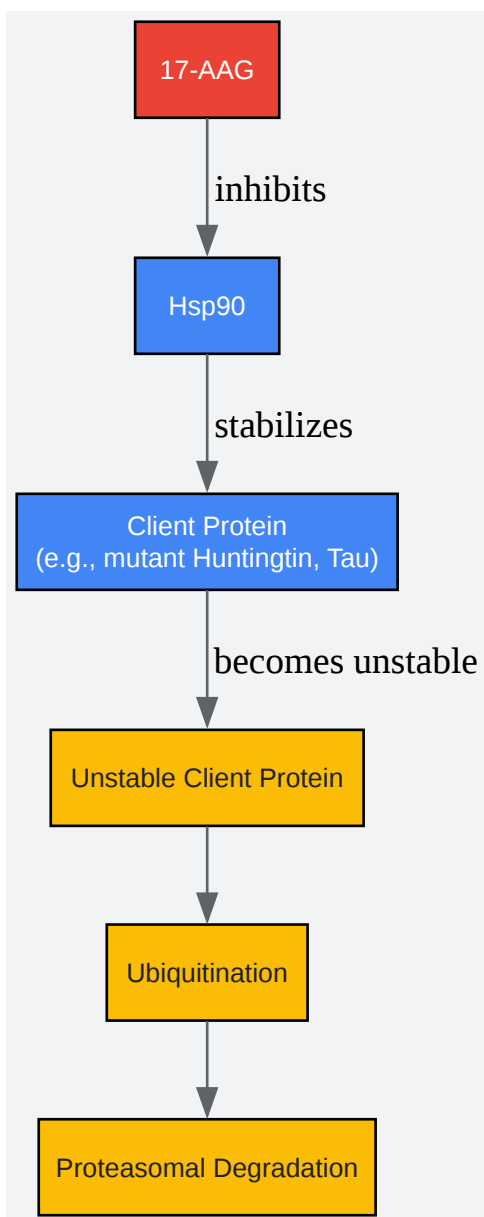 17-AAG
inhibits
Hsp90
stabilizes
Client Protein
(e.g., mutant Huntingtin, Tau)
becomes unstable
Unstable Client Protein
Ubiquitination
Proteasomal Degradation